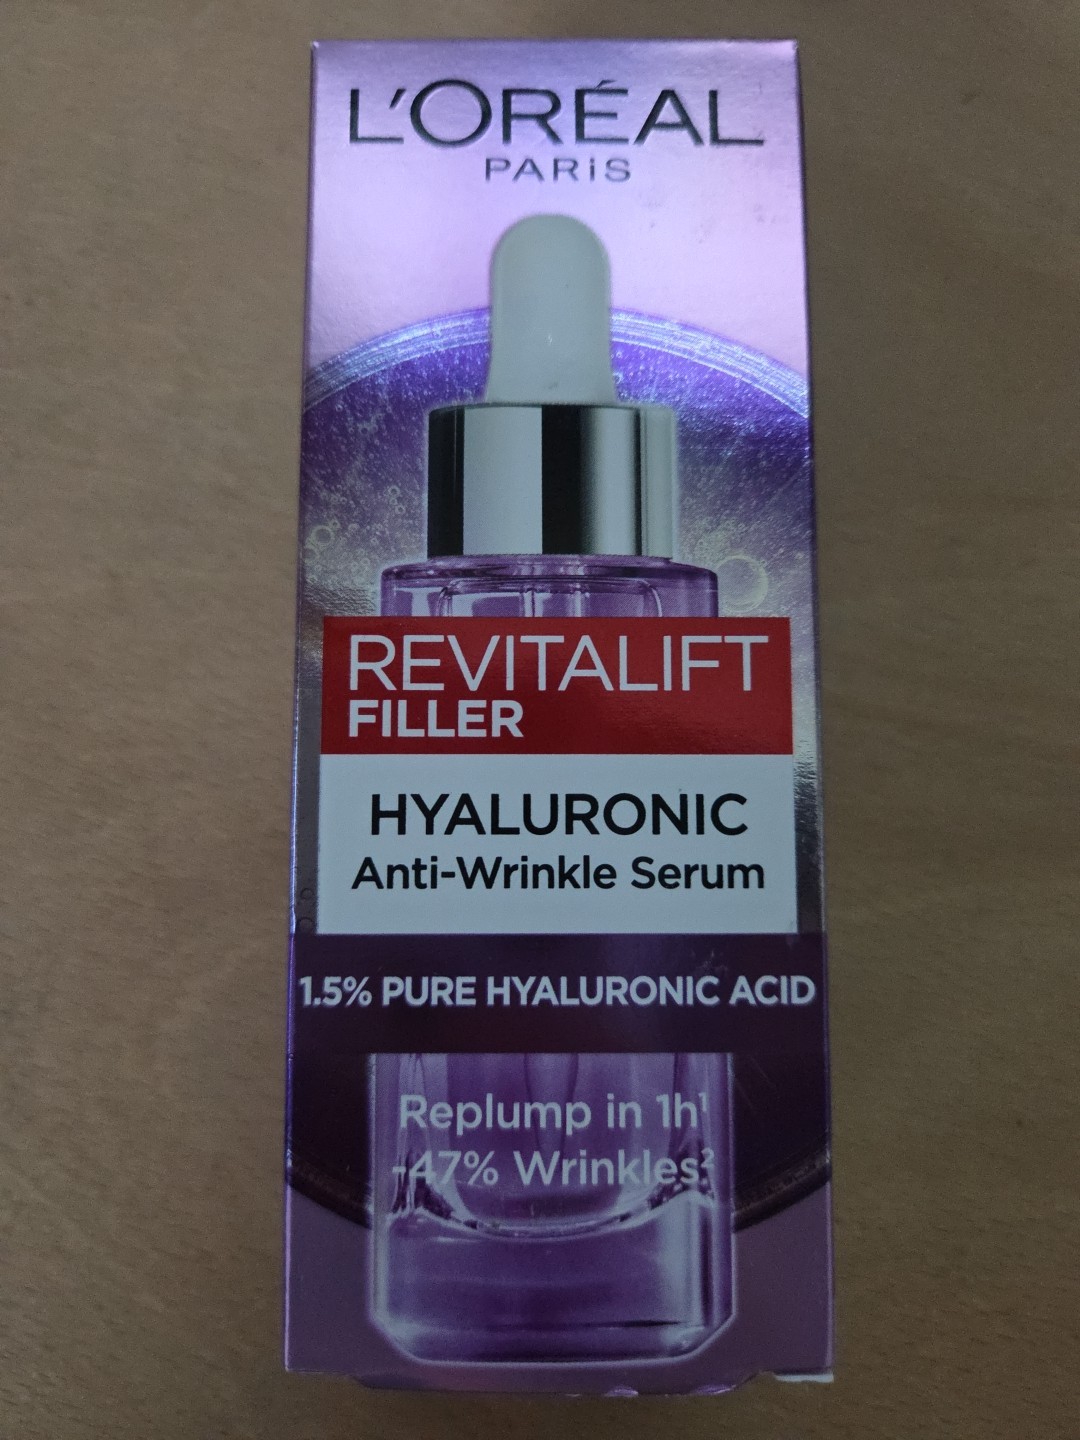 L'ORÉAL
PARiS
REVITALIFT
FILLER
HYALURONIC
Anti-Wrinkle Serum
1.5% PURE HYALURONIC ACID
Replump in 1h¹
-47% Wrinkles²